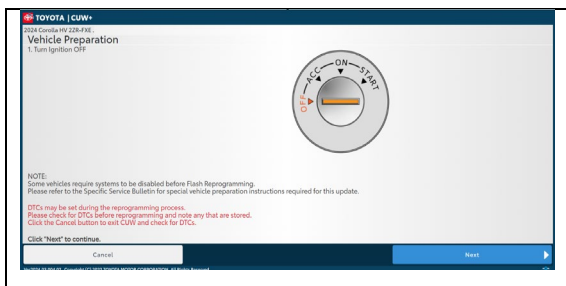 TOYOTA | CUW+
2024 Corolla HV 2ZR-FXE .
Vehicle Preparation
1. Turn Ignition OFF
OFF
ACC
ON
START
NOTE:
Some vehicles require systems to be disabled before Flash Reprogramming.
Please refer to the Specific Service Bulletin for special vehicle preparation instructions required for this update.
DTCs may be set during the reprogramming process.
Please check for DTCs before reprogramming and note any that are stored.
Click the Cancel button to exit CUW and check for DTCs.
Click "Next" to continue.
Cancel
Next
TOYOTA MOTOR CORPORATION. All Rights Reserved